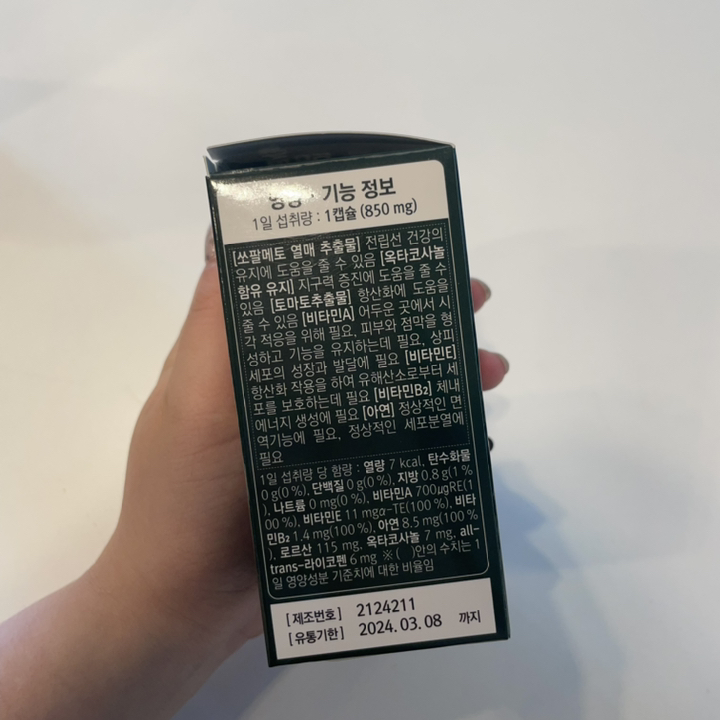 영양 · 기능 정보
1일 섭취량 : 1캡슐 (850 mg)
[쏘팔메토 열매 추출물] 전립선 건강의
유지에 도움을 줄 수 있음 [옥타코사놀
함유 유지] 지구력 증진에 도움을 줄 수
있음 [토마토추출물] 항산화에 도움을
줄 수 있음 [비타민A] 어두운 곳에서 시
각 적응을 위해 필요, 피부와 점막을 형
성하고 기능을 유지하는데 필요, 상피
세포의 성장과 발달에 필요 [비타민E]
항산화 작용을 하여 유해산소로부터 세
포를 보호하는데 필요 [비타민B₂] 체내
에너지 생성에 필요 [아연] 정상적인 면
역기능에 필요, 정상적인 세포분열에
필요
1일 섭취량 당 함량 : 열량 7 kcal, 탄수화물
0 g(0 %), 단백질 0 g(0 %), 지방 0.8 g(1 %
), 나트륨 0 mg(0 %), 비타민A 700㎍RE(1
00 %), 비타민E 11 mgα-TE(100 %), 비타
민B₂ 1.4 mg(100 %), 아연 8.5 mg(100 %
), 로르산 115 mg, 옥타코사놀 7 mg, all-
trans-라이코펜 6 mg ※ ( )안의 수치는 1
일 영양성분 기준치에 대한 비율임
[제조번호] 2124211
[유통기한] 2024. 03. 08 까지